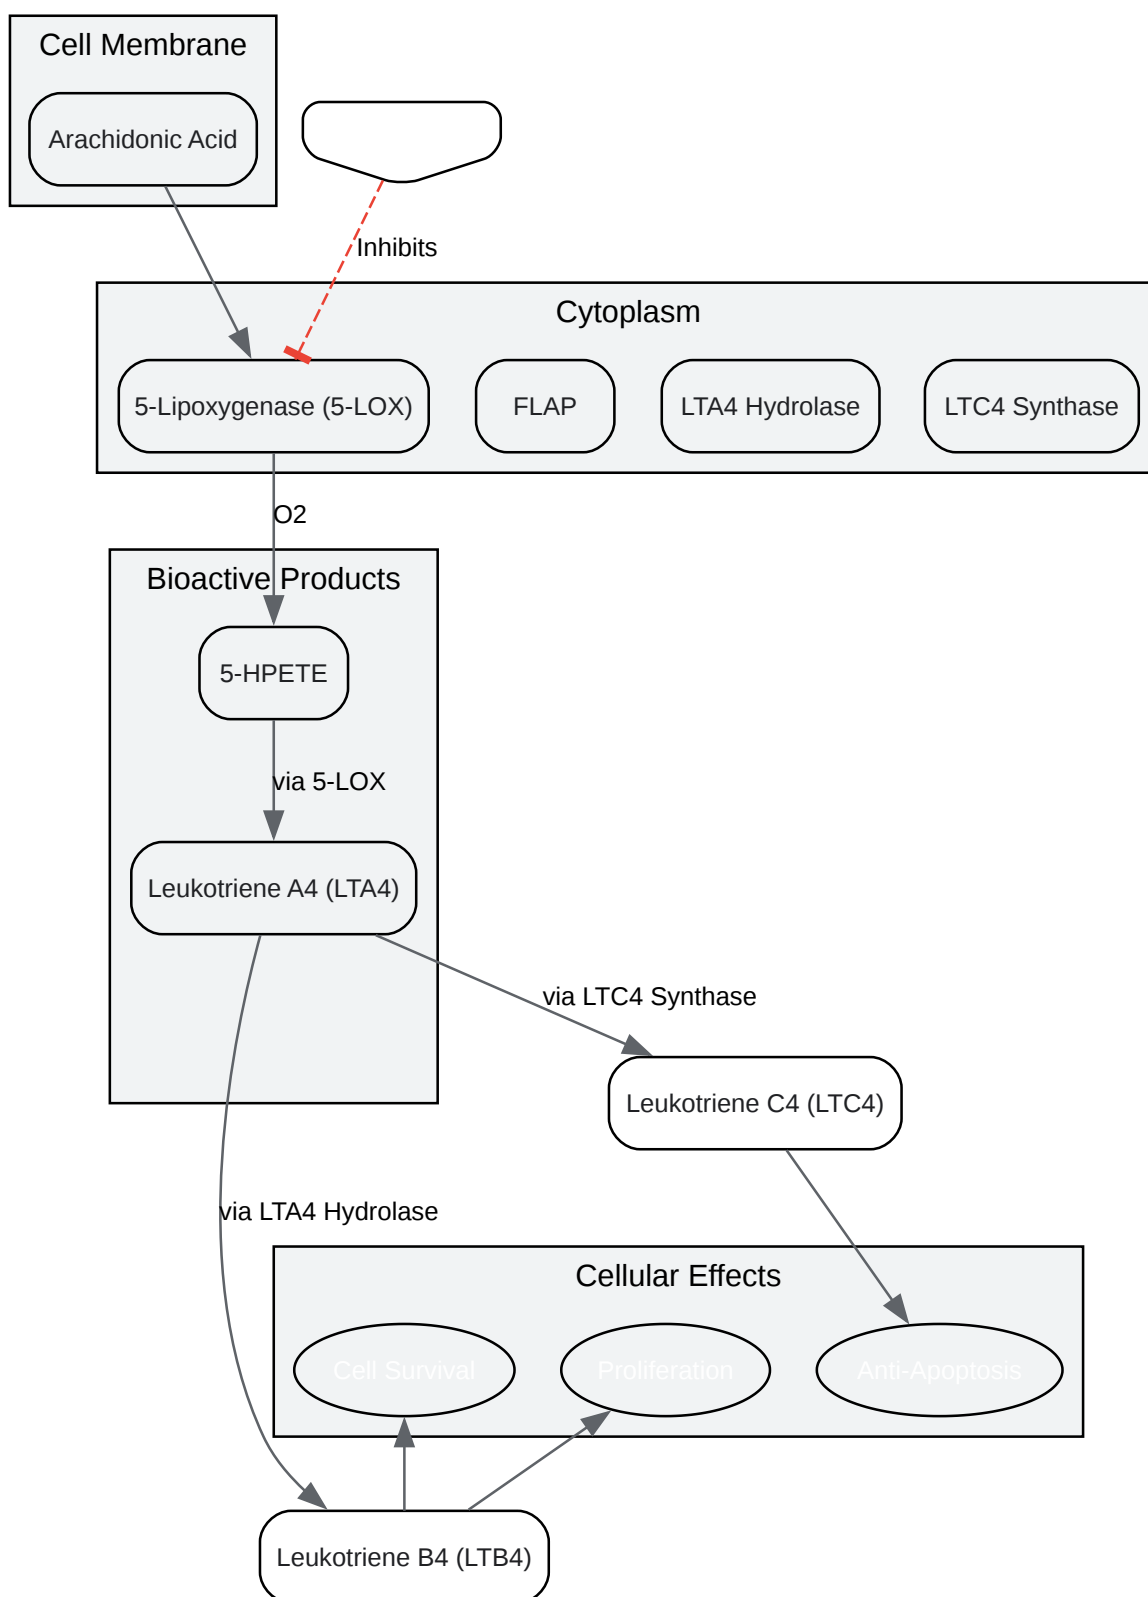 Cell Membrane
Arachidonic Acid
Inhibits
Cytoplasm
5-Lipoxygenase (5-LOX)
FLAP
LTA4 Hydrolase
LTC4 Synthase
O2
Bioactive Products
5-HPETE
via 5-LOX
Leukotriene A4 (LTA4)
via LTC4 Synthase
Leukotriene C4 (LTC4)
via LTA4 Hydrolase
Cellular Effects
Cell Survival
Proliferation
Anti-Apoptosis
Leukotriene B4 (LTB4)